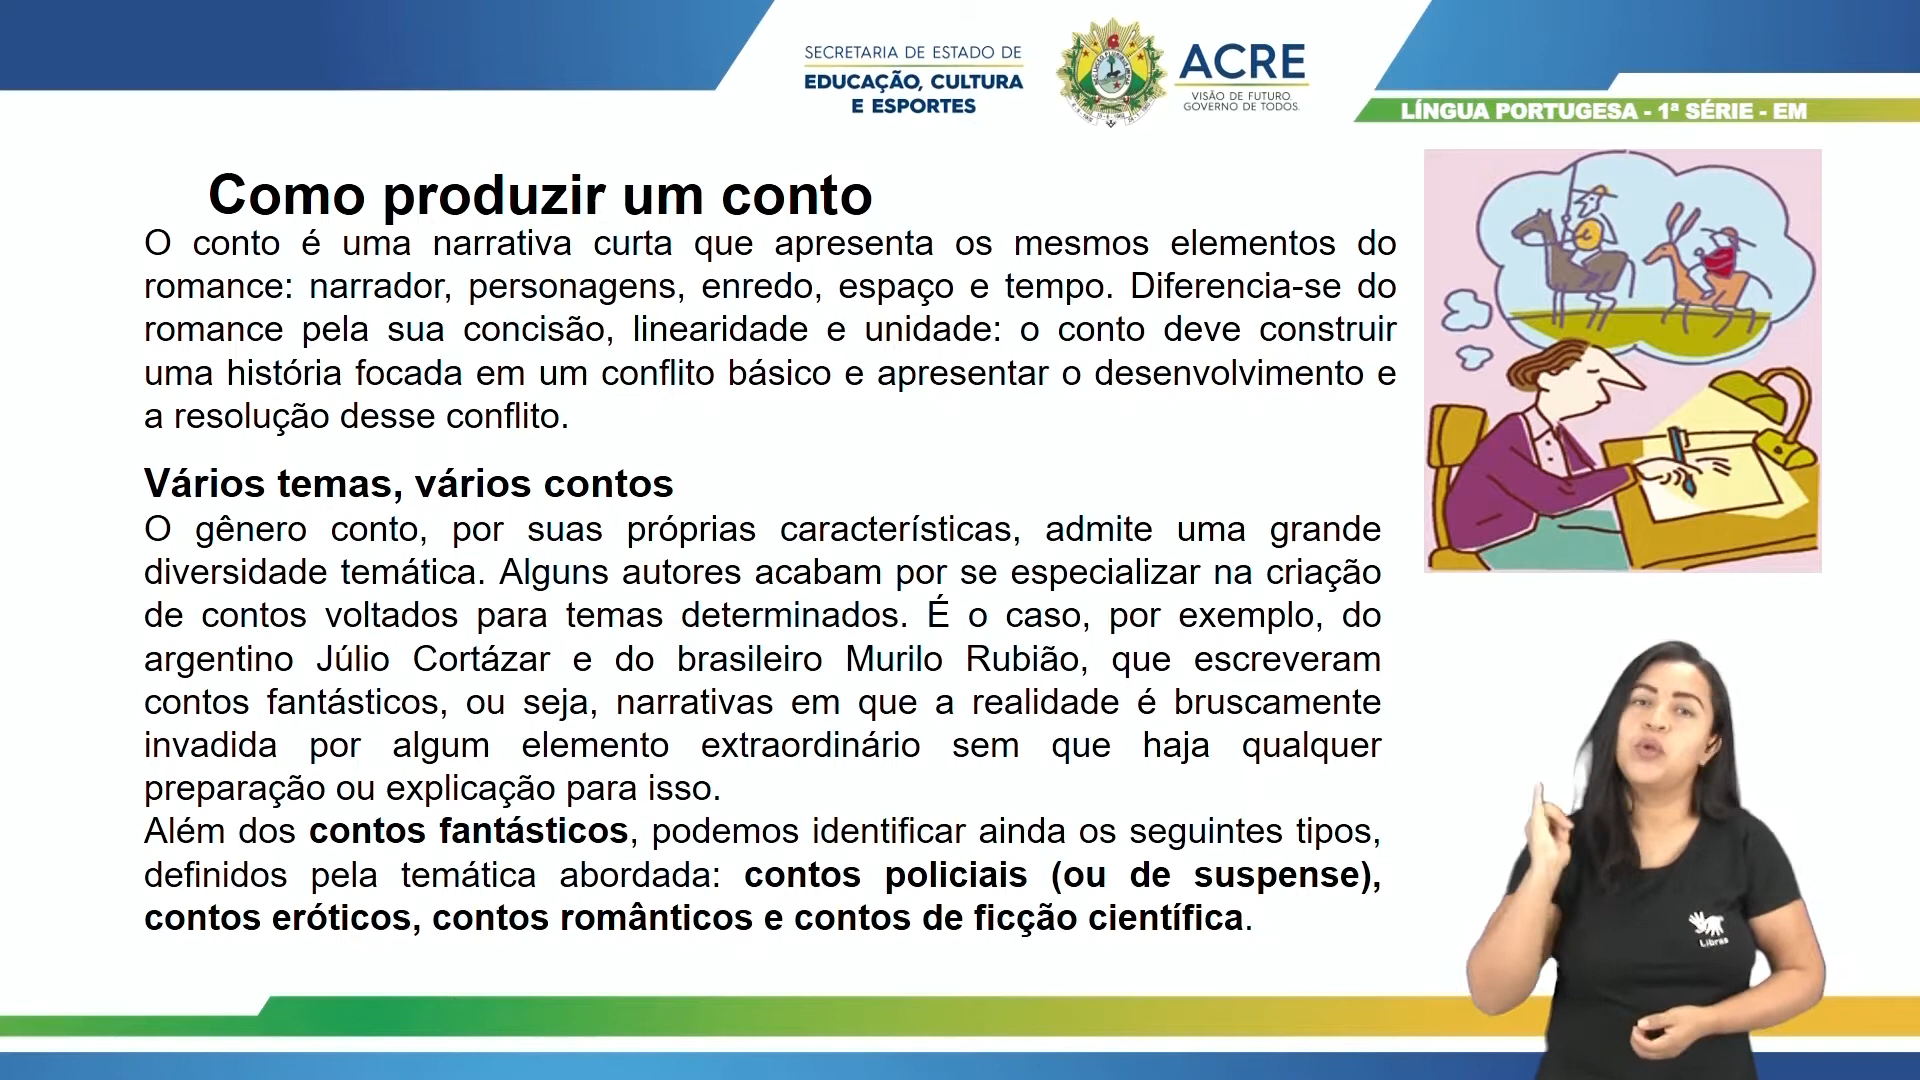 SECRETARIA DE ESTADO DE
EDUCAÇÃO, CULTURA
E ESPORTES
ACRE
VISÃO DE FUTURO.
GOVERNO DE TODOS.
LÍNGUA PORTUGESA - 1ª SÉRIE - EM
Como produzir um conto
O conto é uma narrativa curta que apresenta os mesmos elementos do
romance: narrador, personagens, enredo, espaço e tempo. Diferencia-se do
romance pela sua concisão, linearidade e unidade: o conto deve construir
uma história focada em um conflito básico e apresentar o desenvolvimento e
a resolução desse conflito.
Vários temas, vários contos
O gênero conto, por suas próprias características, admite uma grande
diversidade temática. Alguns autores acabam por se especializar na criação
de contos voltados para temas determinados. É o caso, por exemplo, do
argentino Júlio Cortázar e do brasileiro Murilo Rubião, que escreveram
contos fantásticos, ou seja, narrativas em que a realidade é bruscamente
invadida por algum elemento extraordinário sem que haja qualquer
preparação ou explicação para isso.
Além dos contos fantásticos, podemos identificar ainda os seguintes tipos,
definidos pela temática abordada: contos policiais (ou de suspense),
contos eróticos, contos românticos e contos de ficção científica.
Libras